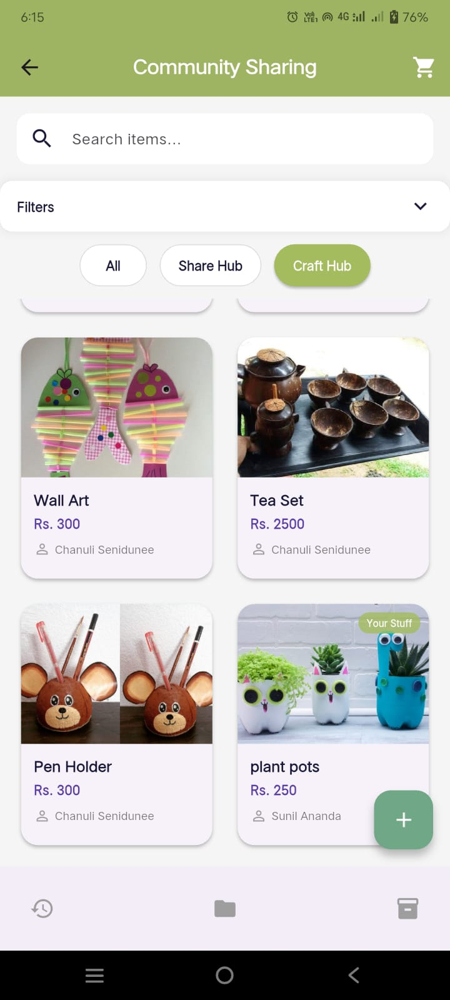 6:15
Vo))
LTE1
4G
76%
Community Sharing
Search items...
Filters
All
Share Hub
Craft Hub
Wall Art
Rs. 300
Chanuli Senidunee
Tea Set
Rs. 2500
Chanuli Senidunee
Pen Holder
Rs. 300
Chanuli Senidunee
Your Stuff
plant pots
Rs. 250
Sunil Ananda